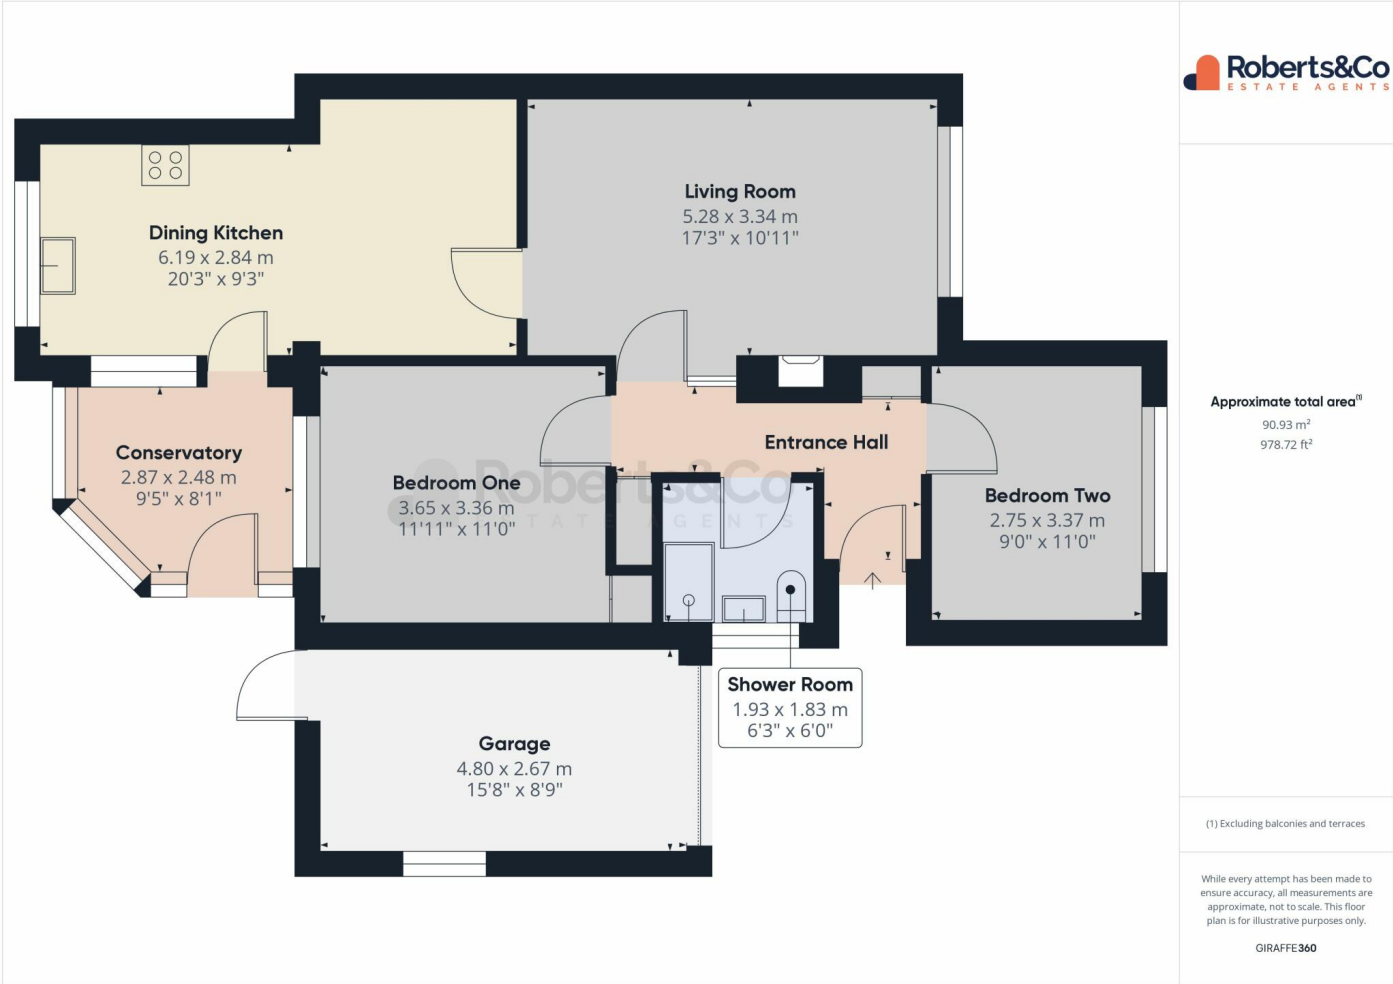 Roberts&Co
ESTATE AGENTS
Living Room
5.28 x 3.34 m
17'3" x 10'11"
Dining Kitchen
6.19 x 2.84 m
20'3" x 9'3"
Approximate total area(1)
90.93 m²
978.72 ft²
Entrance Hall
Conservatory
2.87 x 2.48 m
9'5" x 8'1"
Bedroom One
3.65 x 3.36 m
11'11" x 11'0"
Roberts&Co
ESTATE AGENTS
Bedroom Two
2.75 x 3.37 m
9'0" x 11'0"
Shower Room
1.93 x 1.83 m
6'3" x 6'0"
Garage
4.80 x 2.67 m
15'8" x 8'9"
(1) Excluding balconies and terraces
While every attempt has been made to
ensure accuracy, all measurements are
approximate, not to scale. This floor
plan is for illustrative purposes only.
GIRAFFE360